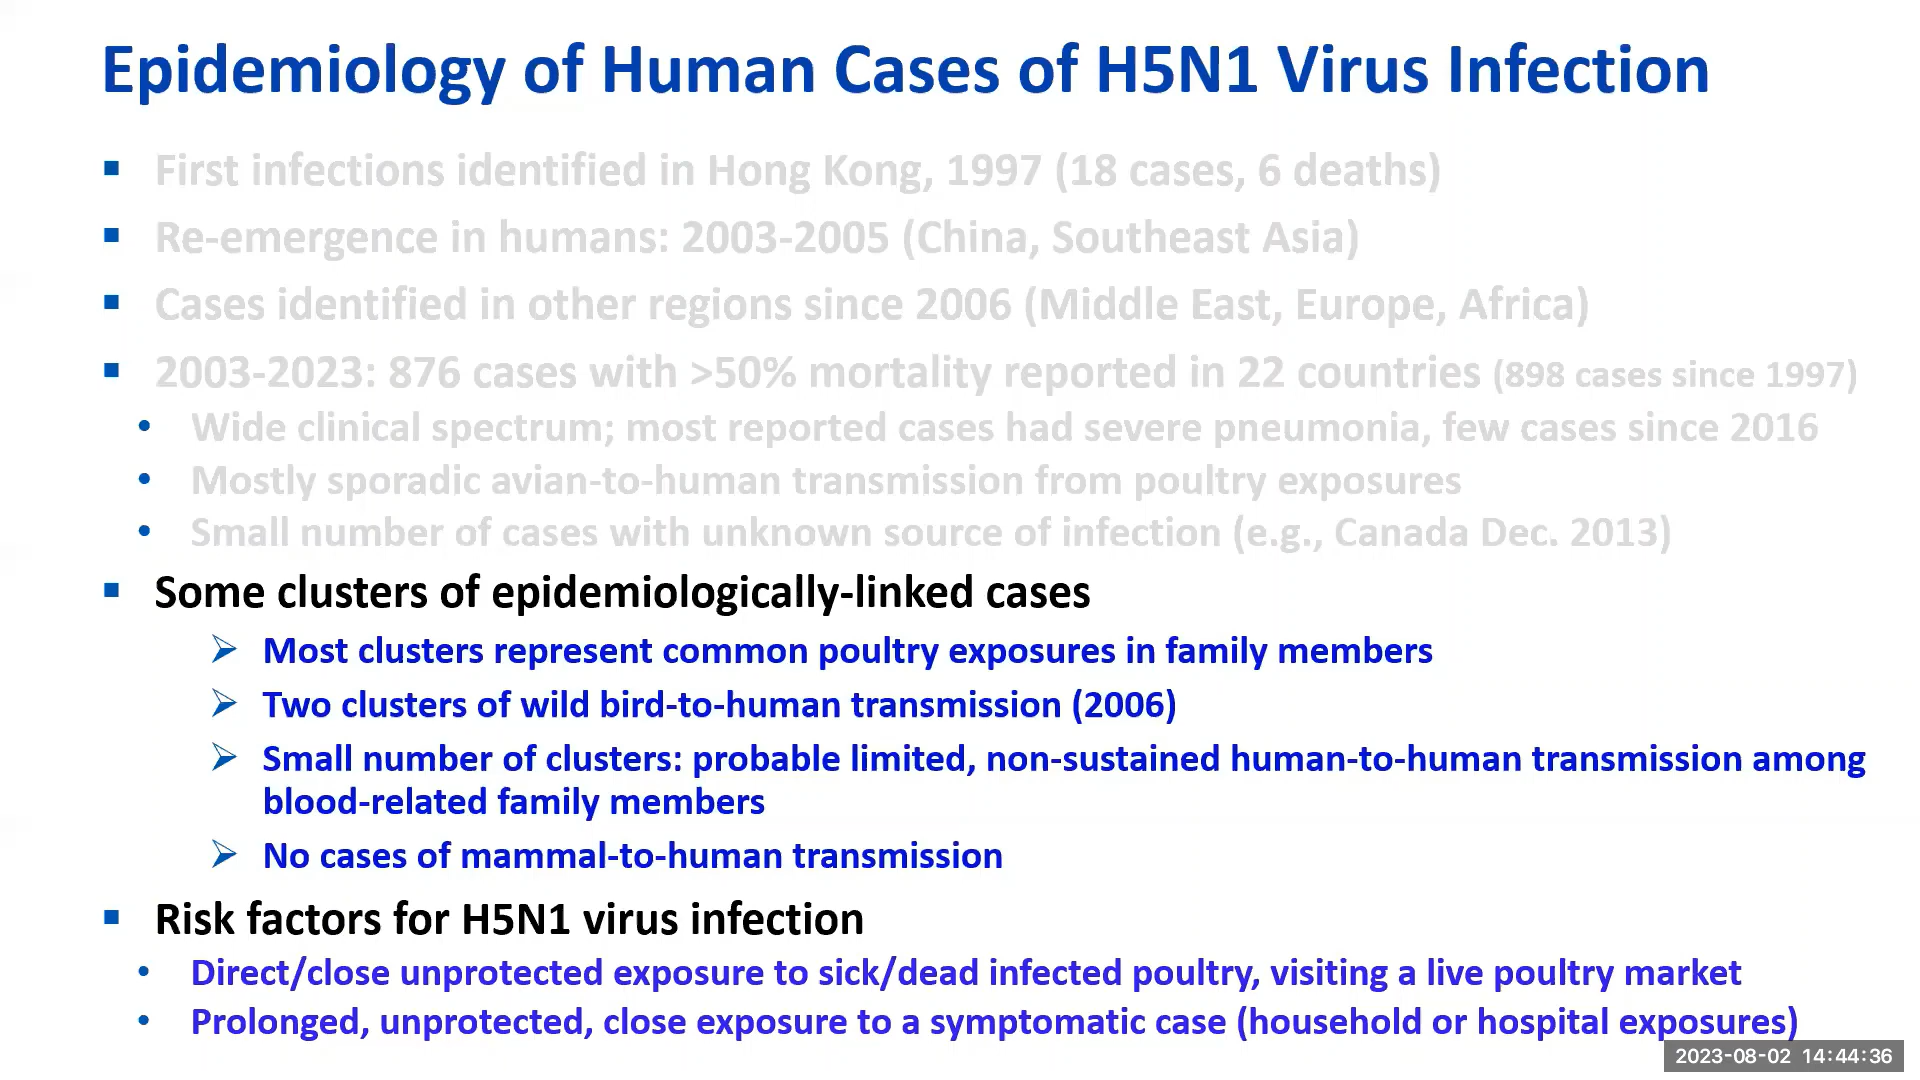 Epidemiology of Human Cases of H5N1 Virus Infection
First infections identified in Hong Kong, 1997 (18 cases, 6 deaths)
Re-emergence in humans: 2003-2005 (China, Southeast Asia)
Cases identified in other regions since 2006 (Middle East, Europe, Africa)
2003-2023: 876 cases with >50% mortality reported in 22 countries (898 cases since 1997)
Wide clinical spectrum; most reported cases had severe pneumonia, few cases since 2016
Mostly sporadic avian-to-human transmission from poultry exposures
Small number of cases with unknown source of infection (e.g., Canada Dec. 2013)
Some clusters of epidemiologically-linked cases
Most clusters represent common poultry exposures in family members
Two clusters of wild bird-to-human transmission (2006)
Small number of clusters: probable limited, non-sustained human-to-human transmission among
blood-related family members
No cases of mammal-to-human transmission
Risk factors for H5N1 virus infection
Direct/close unprotected exposure to sick/dead infected poultry, visiting a live poultry market
Prolonged, unprotected, close exposure to a symptomatic case (household or hospital exposures)
2023-08-02 14:44:36